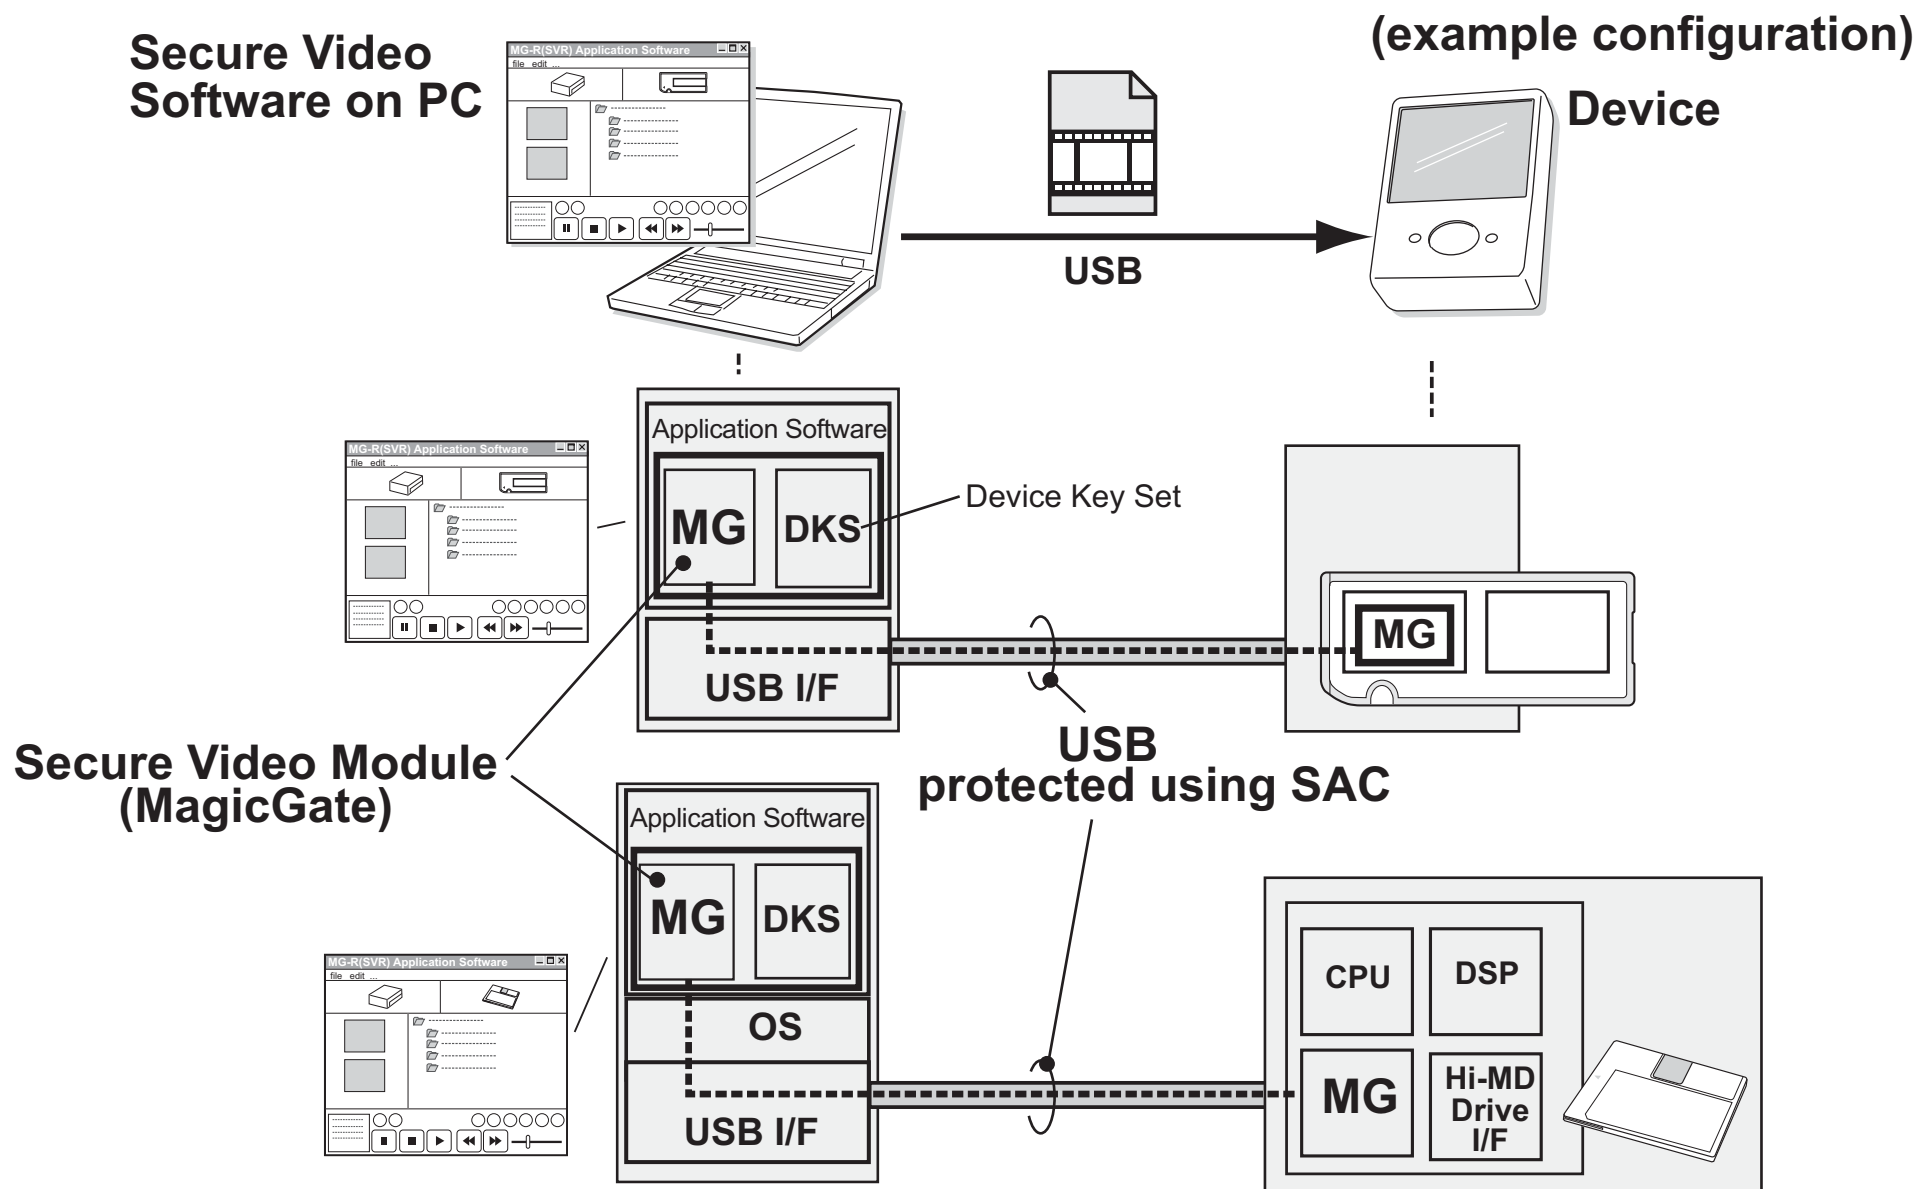 (example configuration)
Secure Video
Software on PC
MG-R(SVR) Application Software
file edit ...
Device
USB
Application Software
MG
DKS
Device Key Set
USB I/F
MG-R(SVR) Application Software
file edit ...
MG
Secure Video Module
(MagicGate)
USB
protected using SAC
Application Software
MG
DKS
OS
USB I/F
MG-R(SVR) Application Software
file edit ...
CPU
DSP
MG
Hi-MD
Drive
I/F